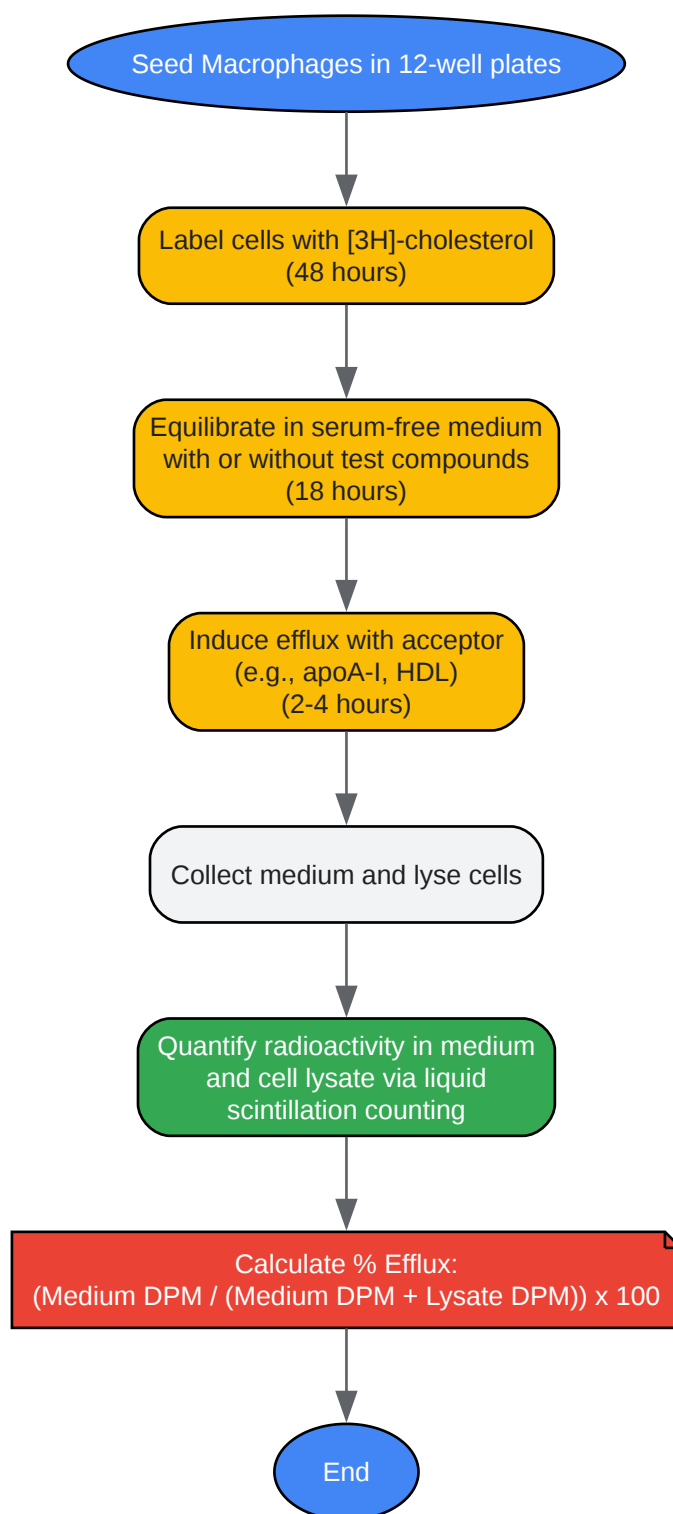 Seed Macrophages in 12-well plates
Label cells with [3H]-cholesterol
(48 hours)
Equilibrate in serum-free medium
with or without test compounds
(18 hours)
Induce efflux with acceptor
(e.g., apoA-I, HDL)
(2-4 hours)
Collect medium and lyse cells
Quantify radioactivity in medium
and cell lysate via liquid
scintillation counting
Calculate % Efflux:
(Medium DPM / (Medium DPM + Lysate DPM)) x 100
End